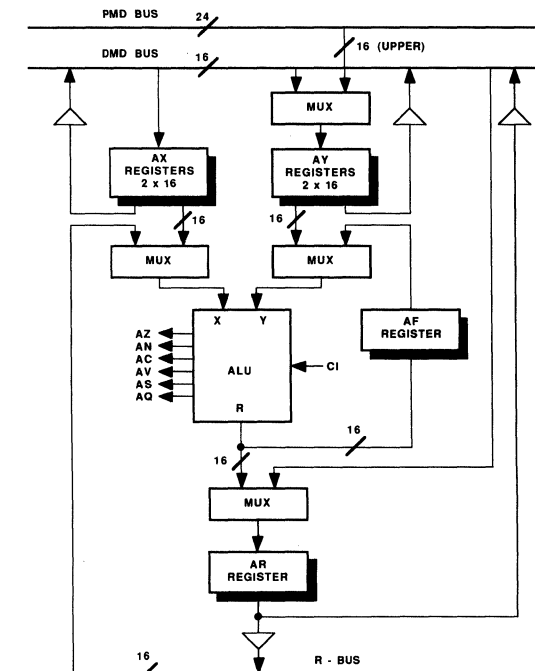 PMD BUS 24
16 (UPPER)
DMD BUS 16
MUX
AX REGISTERS 2 x 16
AY REGISTERS 2 x 16
16
16
MUX
MUX
X Y
AF REGISTER
AZ
AN
AC
AV
AS
AQ
ALU
CI
R
16
16
MUX
AR REGISTER
16
R - BUS